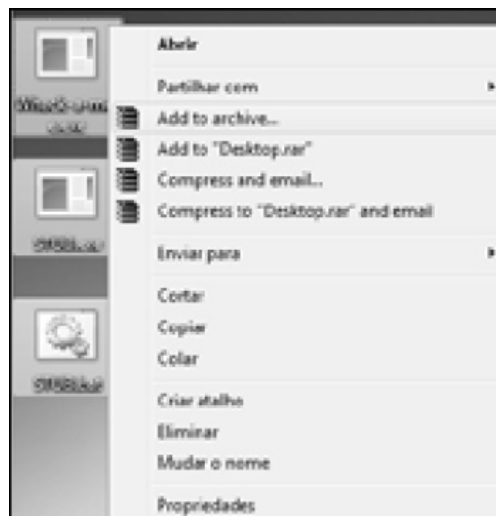 Abrir
Partilhar com
Add to archive...
Add to "Desktop.rar"
Compress and email...
Compress to "Desktop.rar" and email
Enviar para
Cortar
Copiar
Colar
Criar atalho
Eliminar
Mudar o nome
Propriedades